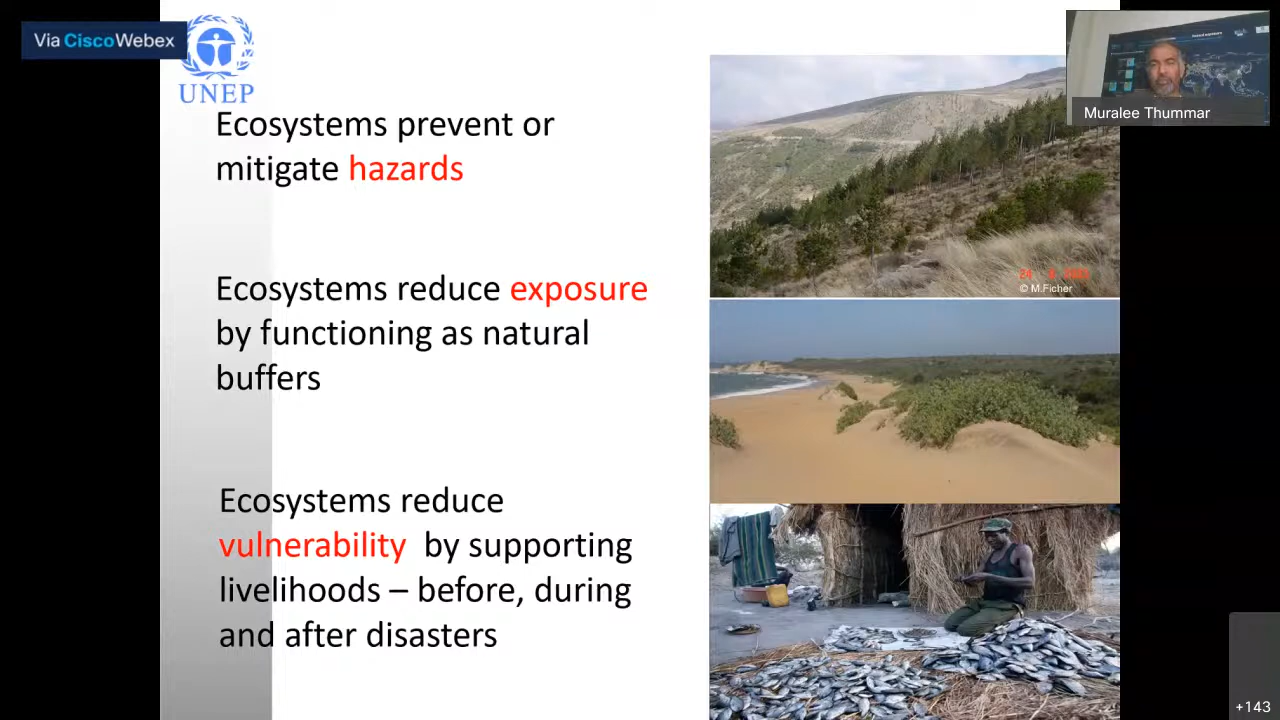 Via CiscoWebex
UNEP
Muralee Thummar
Ecosystems prevent or
mitigate hazards
© M.Ficher
Ecosystems reduce exposure
by functioning as natural
buffers
Ecosystems reduce
vulnerability by supporting
livelihoods – before, during
and after disasters
+143